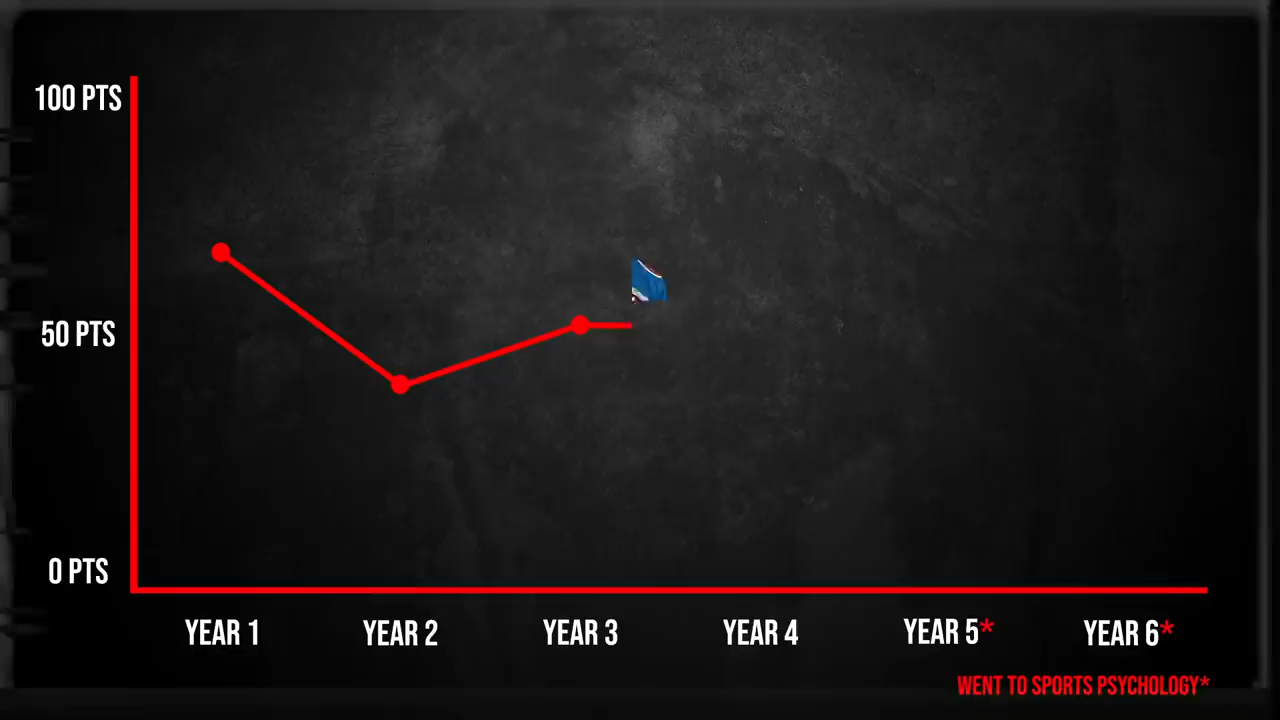 100 PTS
50 PTS
0 PTS
YEAR 1 YEAR 2 YEAR 3 YEAR 4 YEAR 5* YEAR 6*
WENT TO SPORTS PSYCHOLOGY*